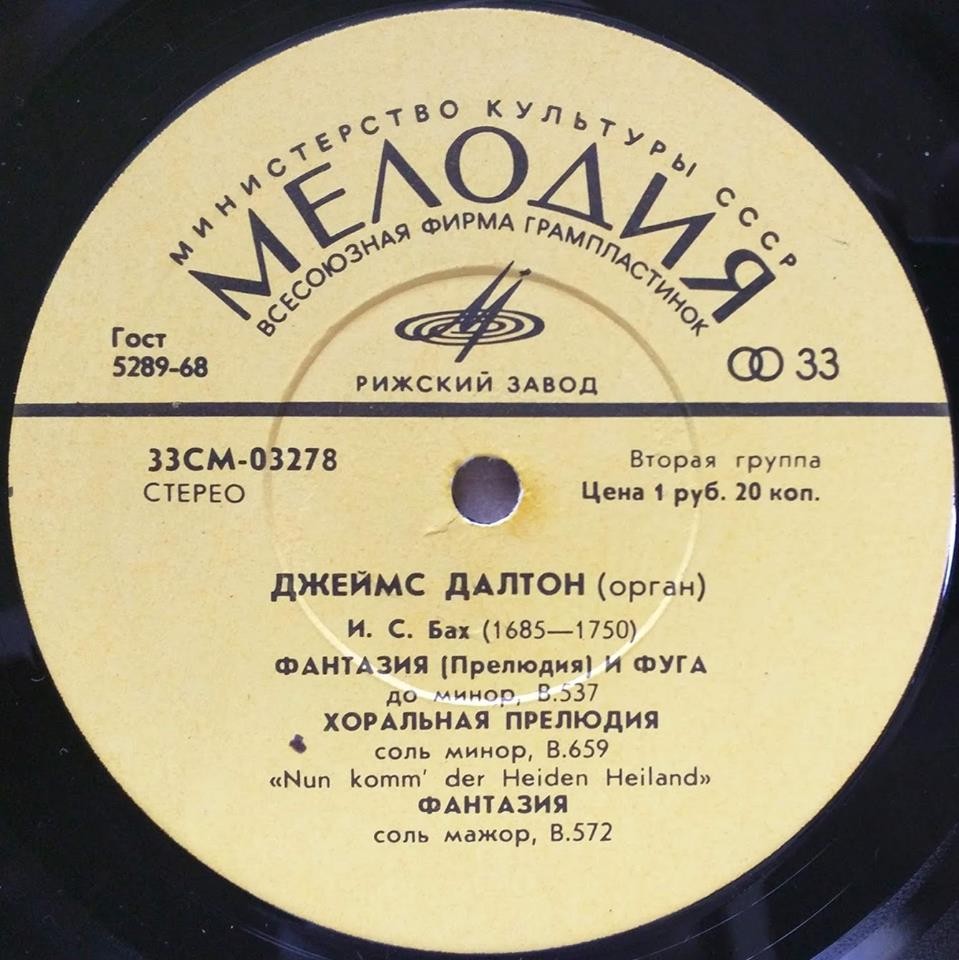 МИНИСТЕРСТВО КУЛЬТУРЫ СССР
МЕЛОДИЯ
ВСЕСОЮЗНАЯ ФИРМА ГРАМПЛАСТИНОК
Гост
5289-68
33
РИЖСКИЙ ЗАВОД
33СМ-03278
СТЕРЕО
Вторая группа
Цена 1 руб. 20 коп.
ДЖЕЙМС ДАЛТОН (орган)
И. С. Бах (1685—1750)
ФАНТАЗИЯ (Прелюдия) И ФУГА
до минор, В.537
ХОРАЛЬНАЯ ПРЕЛЮДИЯ
соль минор, В.659
«Nun komm' der Heiden Heiland»
ФАНТАЗИЯ
соль мажор, В.572